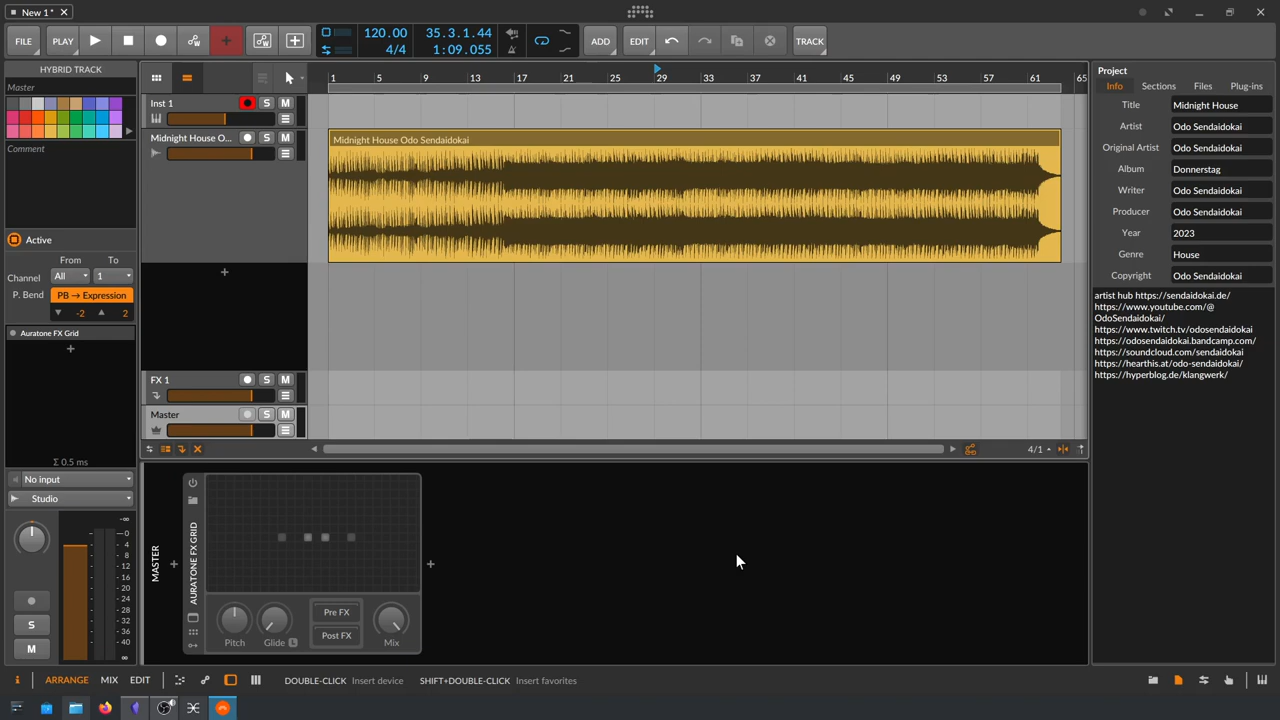 New 1*
FILE
PLAY
120.00
4/4
35.3.1.44
1:09.055
ADD
EDIT
TRACK
HYBRID TRACK
Master
Comment
Active
From
To
Channel
All
1
P. Bend
PB → Expression
-2
2
Auratone FX Grid
Σ 0.5 ms
No input
Studio
-∞
0
4
8
12
16
20
24
28
32
36
40
∞
S
M
1
5
9
13
17
21
25
29
33
37
41
45
49
53
57
61
65
Inst 1
S
M
Midnight House O...
S
M
Midnight House Odo Sendaidokai
FX 1
S
M
Master
S
M
4/1
MASTER
AURATONE FX GRID
Pitch
Glide
L
Pre FX
Post FX
Mix
Project
Info
Sections
Files
Plug-ins
Title
Midnight House
Artist
Odo Sendaidokai
Original Artist
Odo Sendaidokai
Album
Donnerstag
Writer
Odo Sendaidokai
Producer
Odo Sendaidokai
Year
2023
Genre
House
Copyright
Odo Sendaidokai
artist hub https://sendaidokai.de/
https://www.youtube.com/@
OdoSendaidokai/
https://www.twitch.tv/odosendaidokai
https://odosendaidokai.bandcamp.com/
https://soundcloud.com/sendaidokai
https://hearthis.at/odo-sendaidokai/
https://hyperblog.de/klangwerk/
i
ARRANGE
MIX
EDIT
DOUBLE-CLICK
Insert device
SHIFT+DOUBLE-CLICK
Insert favorites